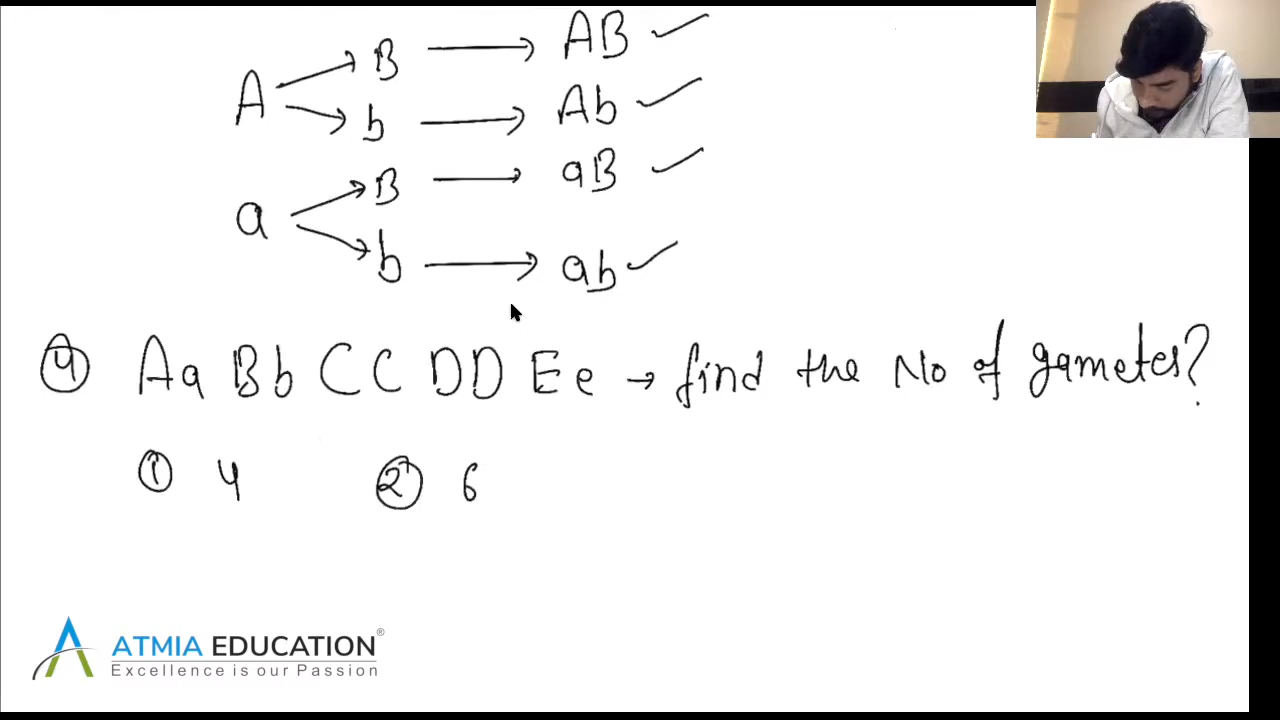 A B → AB ✓
b → Ab ✓
a B → aB ✓
b → ab ✓
④ Aa Bb CC DD Ee → find the No of gametes?
① 4 ② 6
ATMIA EDUCATION®
Excellence is our Passion